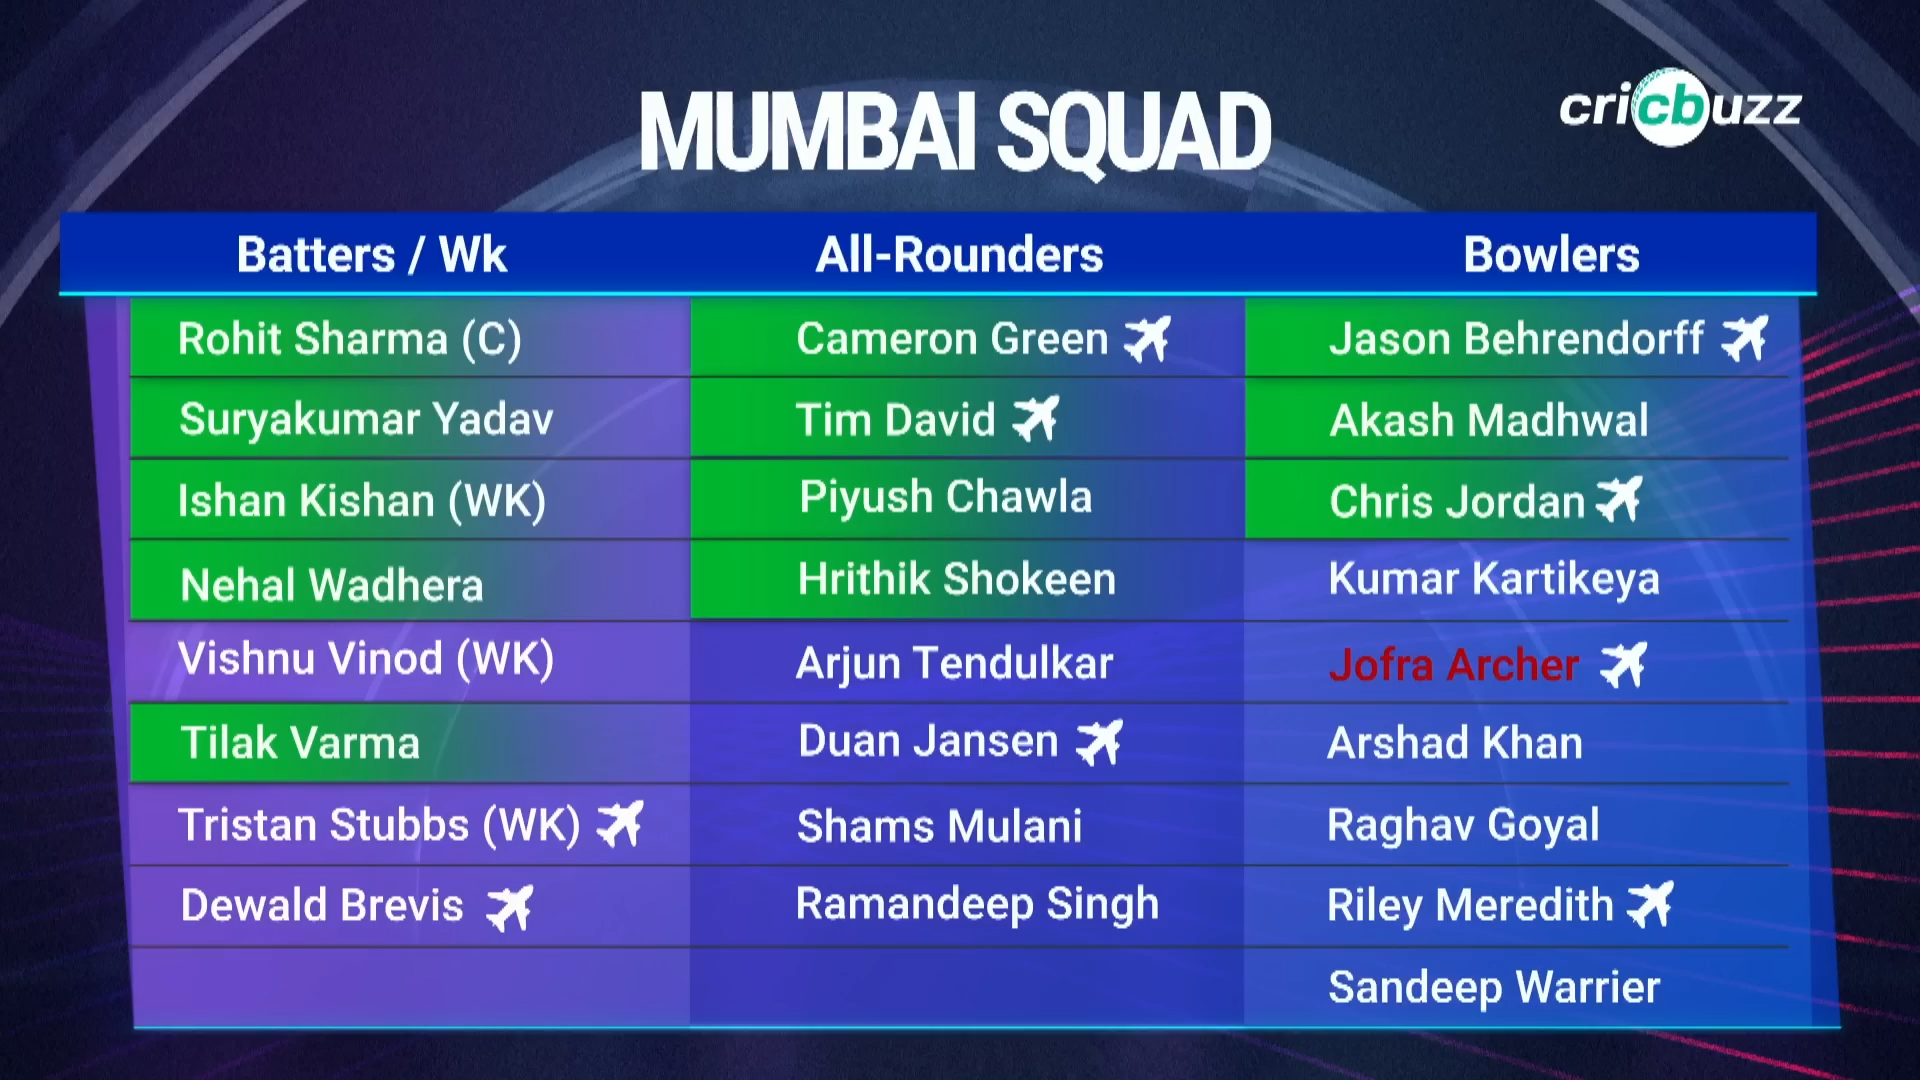 MUMBAI SQUAD
cricbuzz
Batters / Wk All-Rounders Bowlers
Rohit Sharma (C) Cameron Green Jason Behrendorff
Suryakumar Yadav Tim David Akash Madhwal
Ishan Kishan (WK) Piyush Chawla Chris Jordan
Nehal Wadhera Hrithik Shokeen Kumar Kartikeya
Vishnu Vinod (WK) Arjun Tendulkar Jofra Archer
Tilak Varma Duan Jansen Arshad Khan
Tristan Stubbs (WK) Shams Mulani Raghav Goyal
Dewald Brevis Ramandeep Singh Riley Meredith
Sandeep Warrier